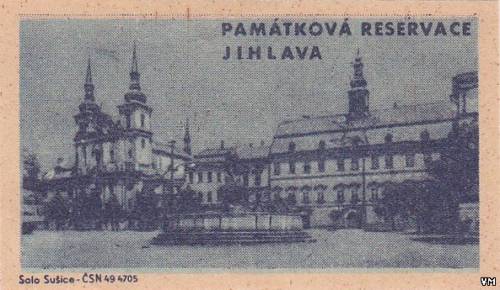 PAMÁTKOVÁ RESERVACE
JIHLAVA
Solo Sušice - ČSN 49 4705
VM